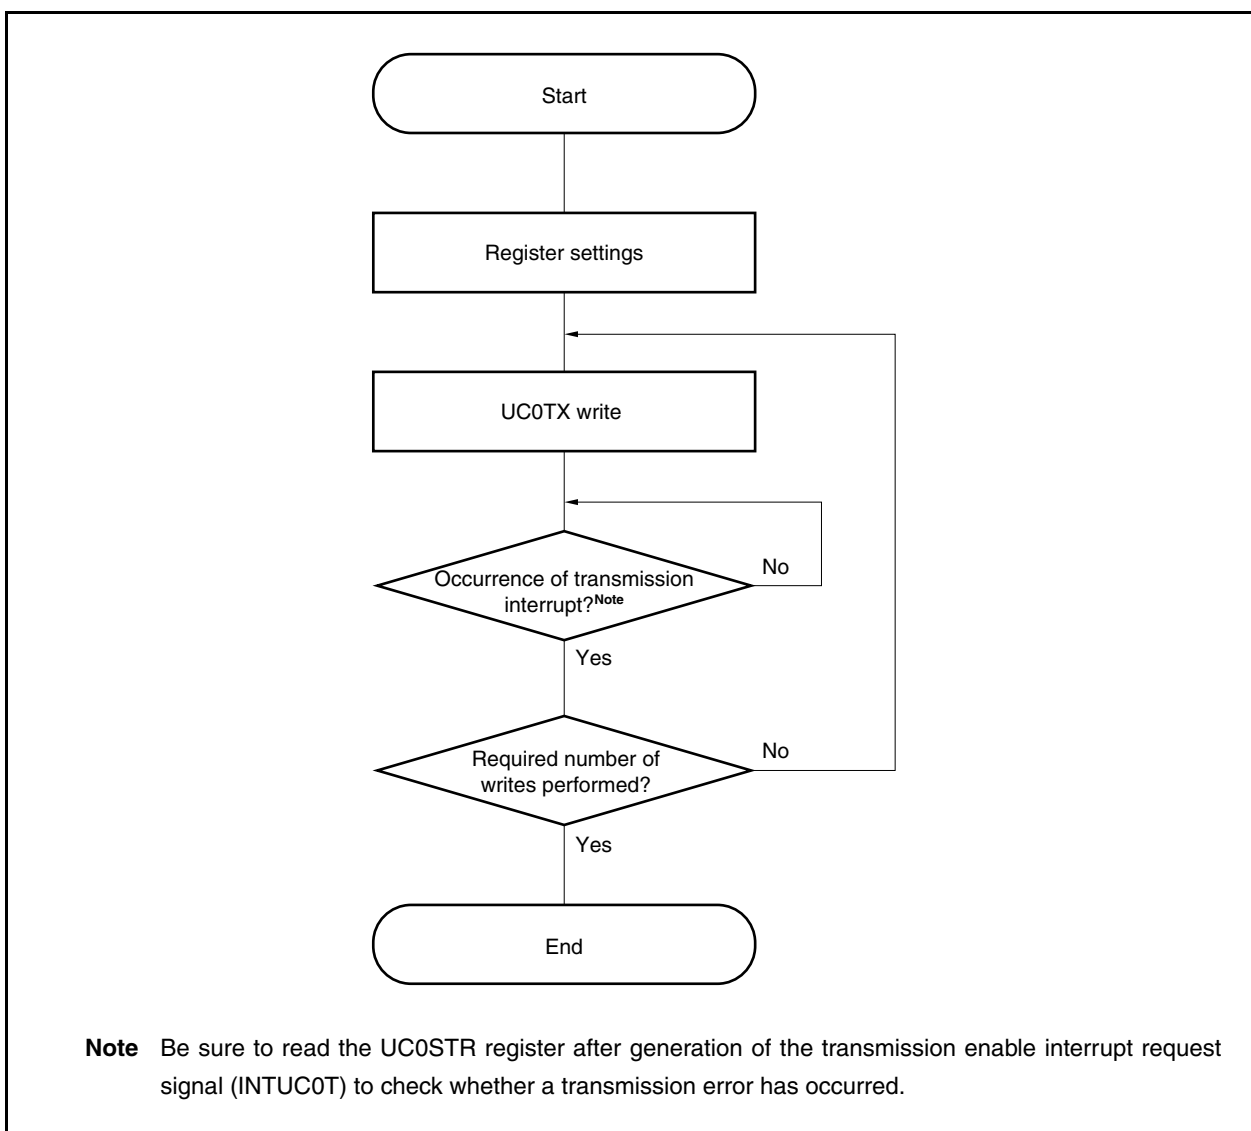 Start
Register settings
UC0TX write
Occurrence of transmission
interrupt?Note
No
Yes
Required number of
writes performed?
No
Yes
End
Note Be sure to read the UC0STR register after generation of the transmission enable interrupt request
signal (INTUC0T) to check whether a transmission error has occurred.